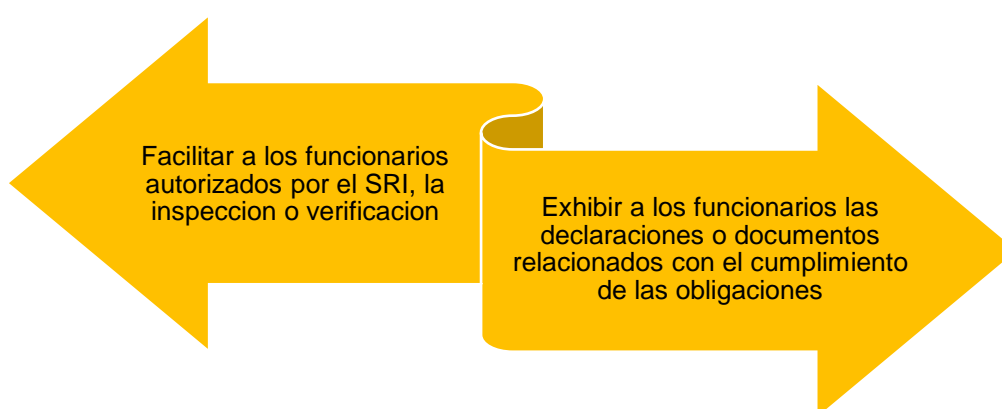 Facilitar a los funcionarios
autorizados por el SRI, la
inspeccion o verificacion
Exhibir a los funcionarios las
declaraciones o documentos
relacionados con el cumplimiento
de las obligaciones